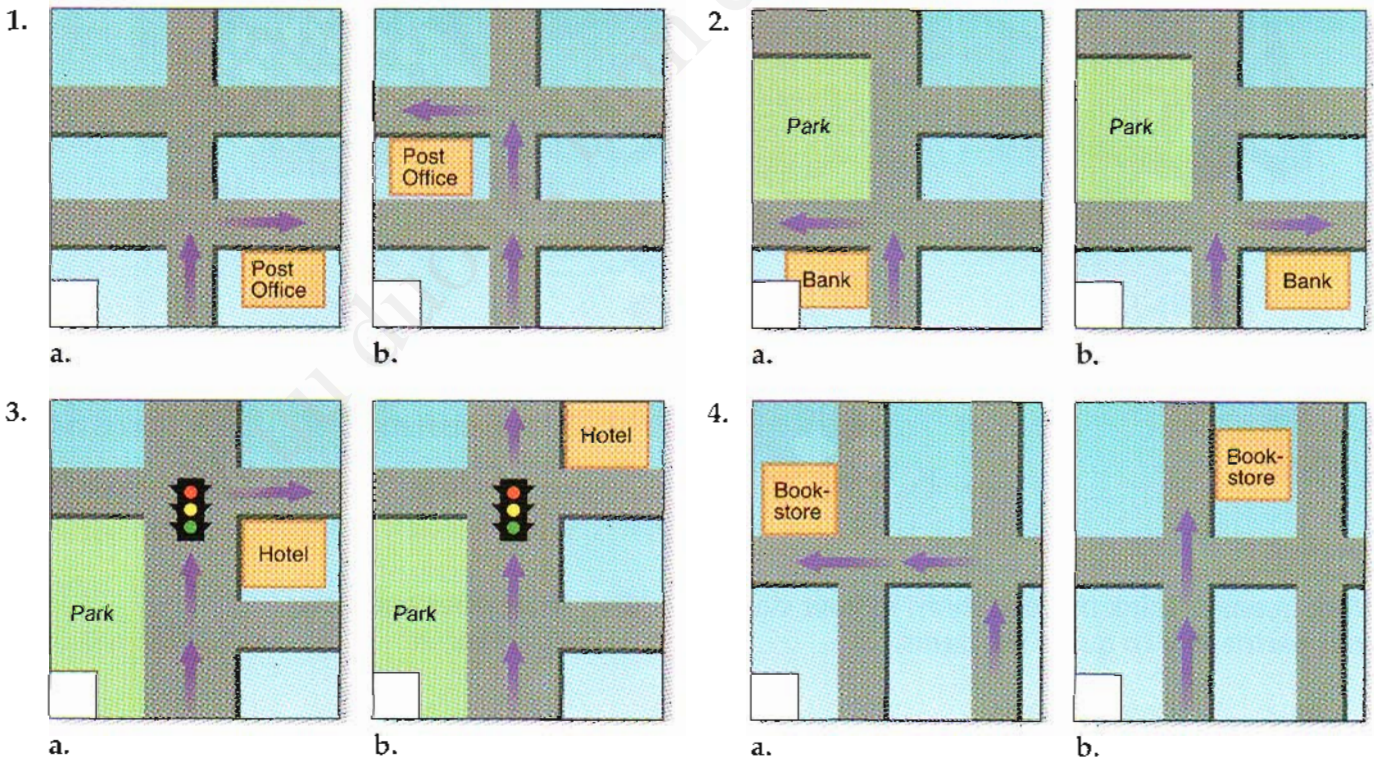 1.
Post
Office
a.
Post
Office
b.
2.
Park
Bank
a.
Park
Bank
b.
3.
Park
Hotel
a.
Park
Hotel
b.
4.
Book-
store
a.
Book-
store
b.